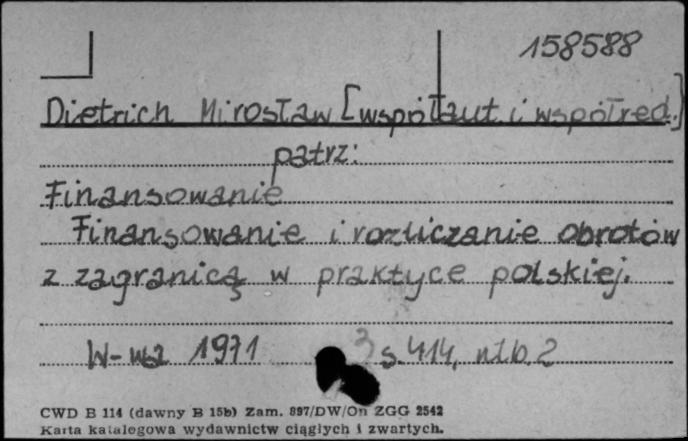 158588
Dietrich Mirosław [współaut. i współred.]
patrz:
Finansowanie
Finansowanie i rozliczanie obrotów
z zagranicą w praktyce polskiej.
W-wa 1971 s. 414, nlb. 2
CWD B 114 (dawny B 15b) Zam. 897/DW/On ZGG 2542
Karta katalogowa wydawnictw ciągłych i zwartych.